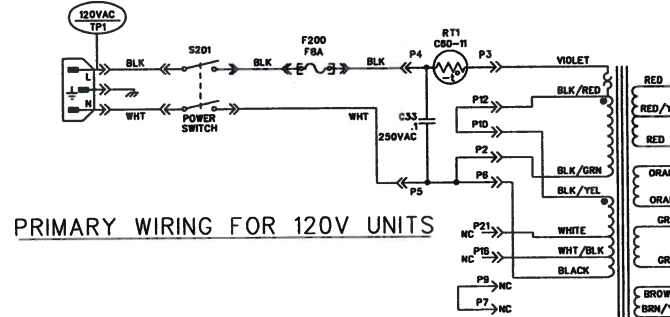 120VAC
TP1
S201
F200
F8A
RT1
C60-11
P4
P3
BLK
BLK
BLK
VIOLET
L
N
WHT
POWER
SWITCH
WHT
C33
.1
250VAC
P12
BLK/RED
P10
P2
P6
BLK/GRN
P5
BLK/YEL
PRIMARY WIRING FOR 120V UNITS
P21
NC
WHITE
P16
NC
WHT/BLK
BLACK
P9
NC
P7
NC
RED
RED/Y
RED
ORA
ORA
GR
GR
BROW
BRN/Y